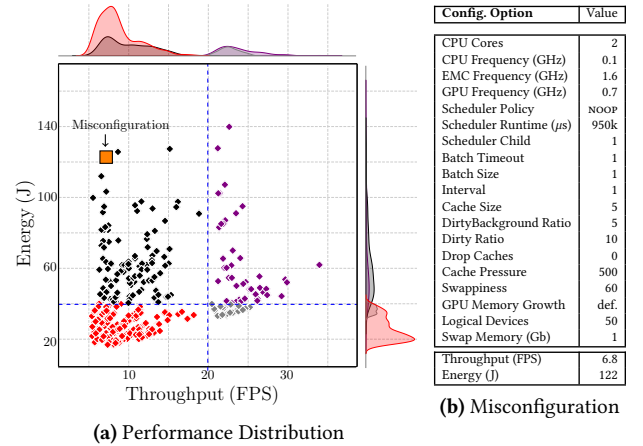 Misconfiguration
Energy (J)
140
100
60
40
20
10
20
30
Throughput (FPS)
(a) Performance Distribution
Config. Option Value
CPU Cores 2
CPU Frequency (GHz) 0.1
EMC Frequency (GHz) 1.6
GPU Frequency (GHz) 0.7
Scheduler Policy NOOP
Scheduler Runtime (μs) 950k
Scheduler Child 1
Batch Timeout 1
Batch Size 1
Interval 1
Cache Size 5
DirtyBackground Ratio 5
Dirty Ratio 10
Drop Caches 0
Cache Pressure 500
Swappiness 60
GPU Memory Growth def.
Logical Devices 50
Swap Memory (Gb) 1
Throughput (FPS) 6.8
Energy (J) 122
(b) Misconfiguration